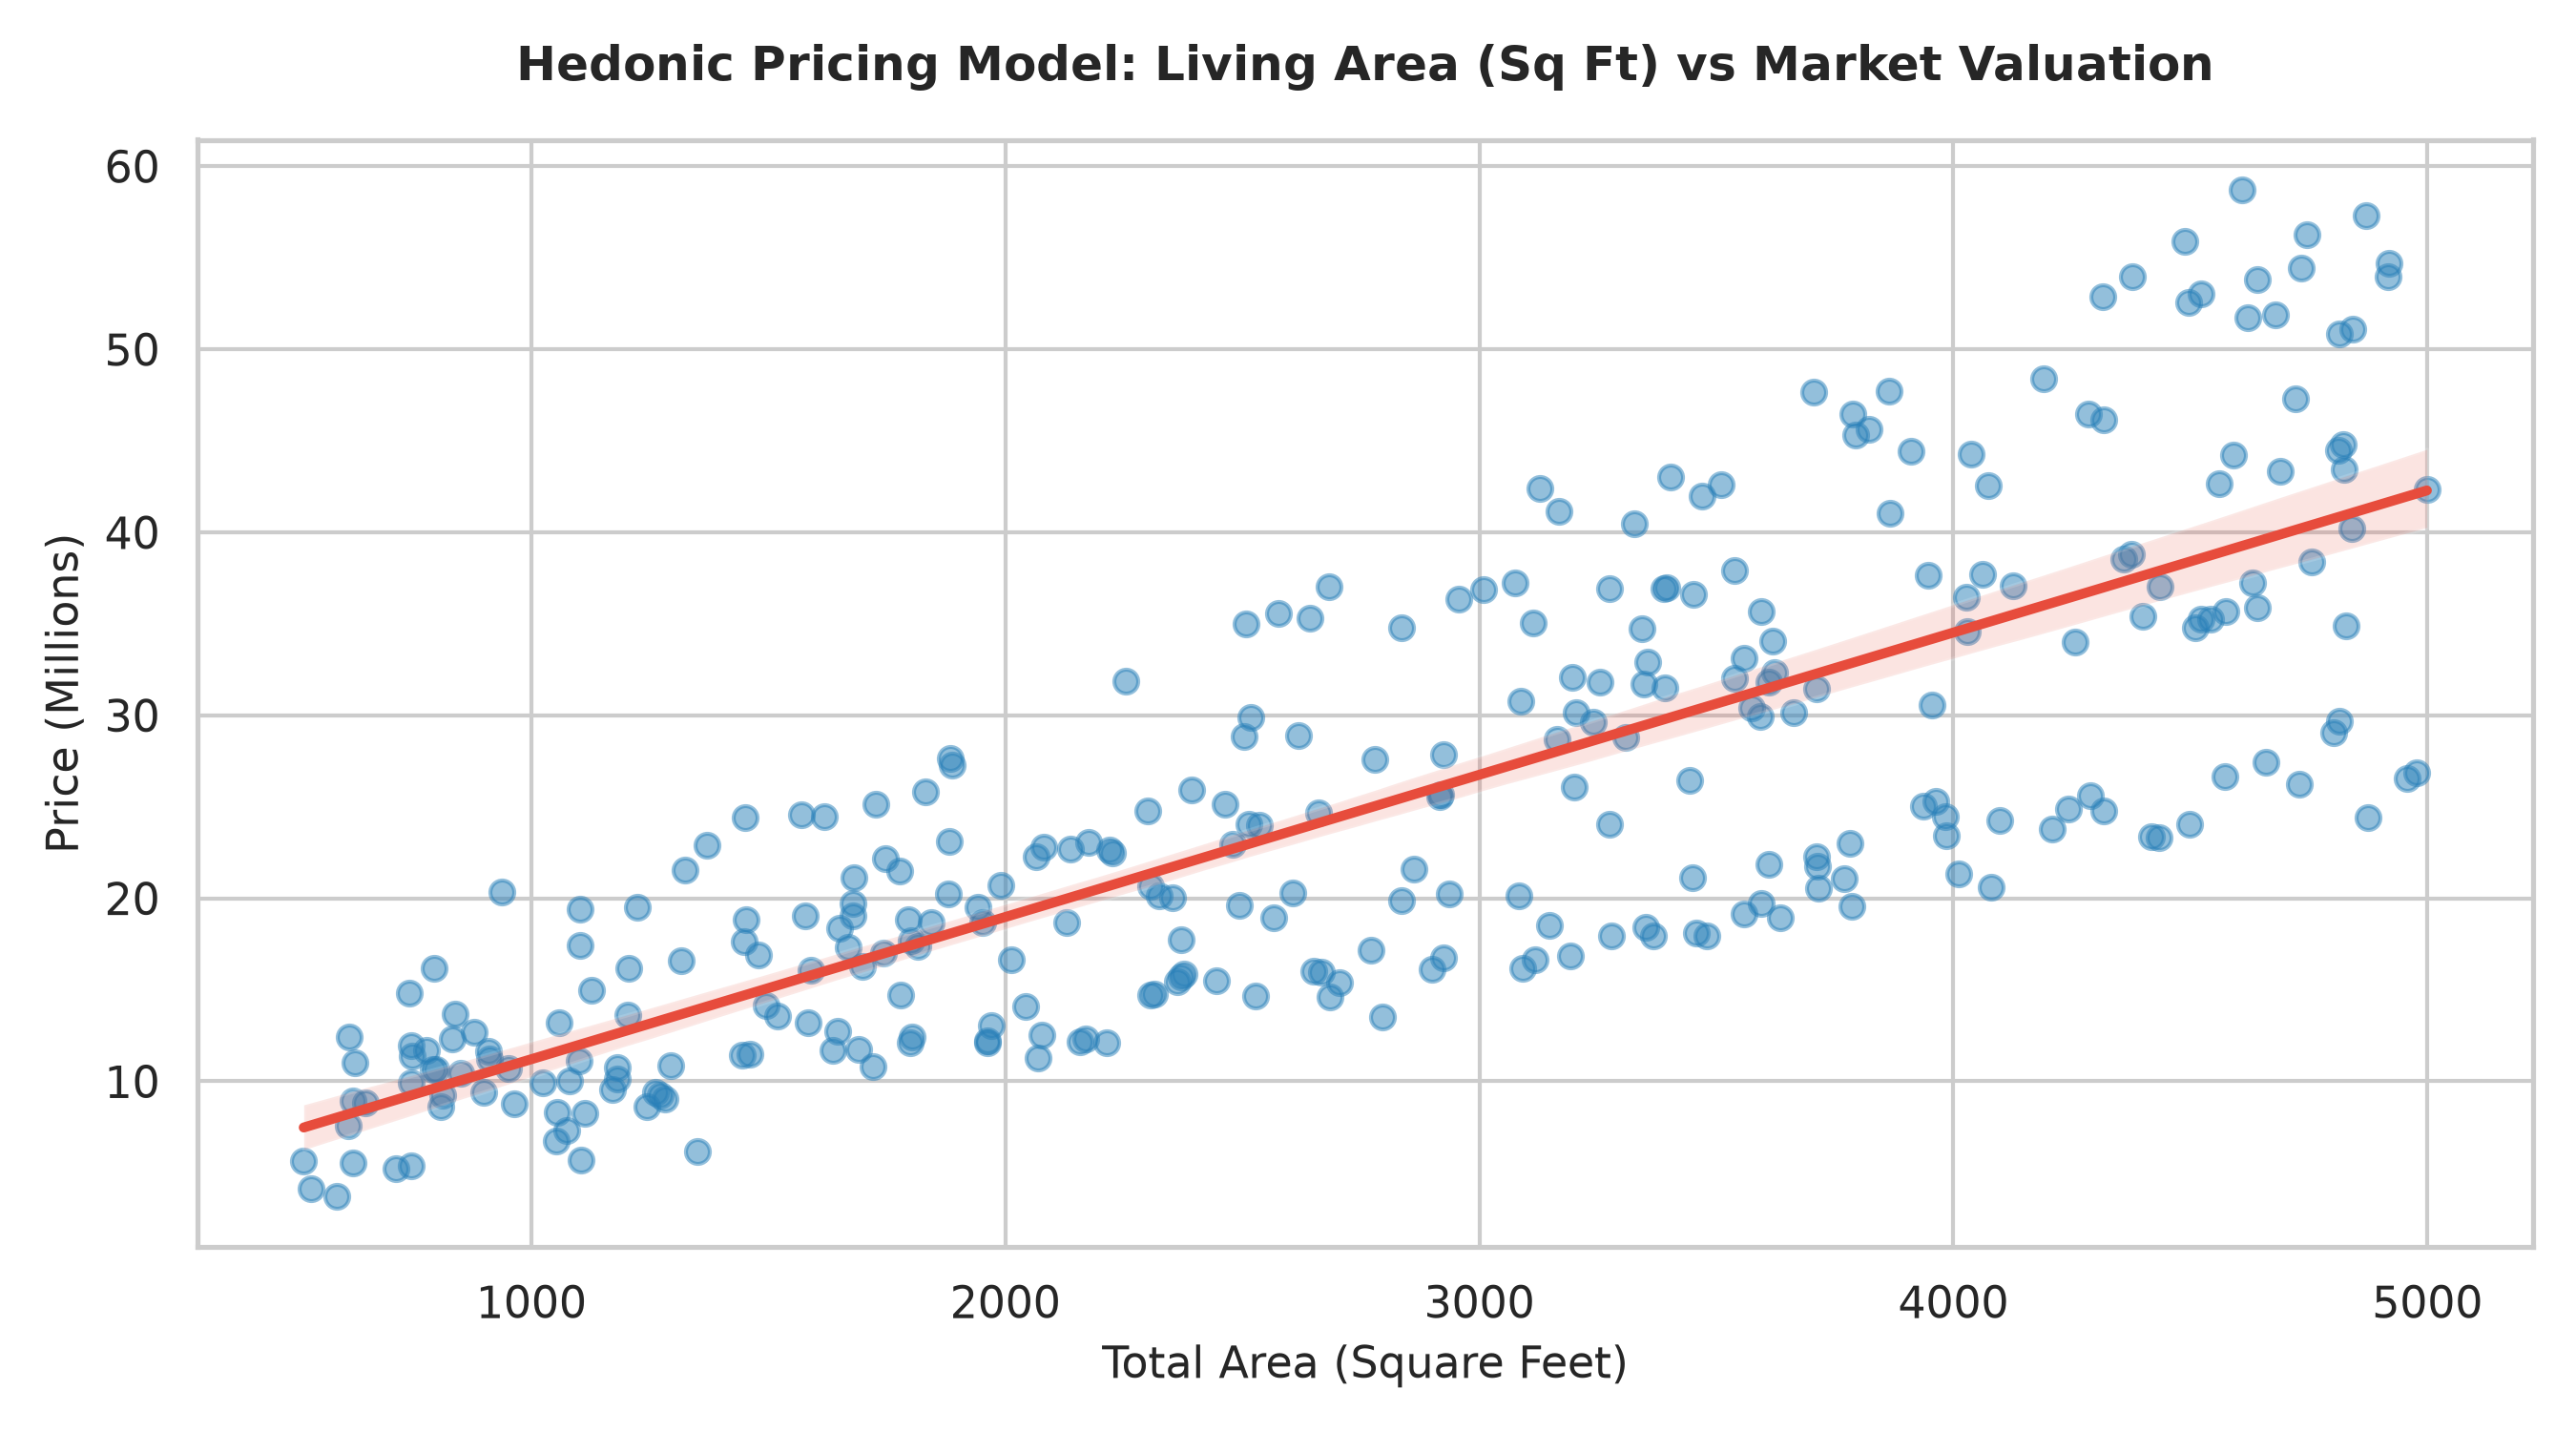 Hedonic Pricing Model: Living Area (Sq Ft) vs Market Valuation
60
50
40
30
20
10
Price (Millions)
1000 2000 3000 4000 5000
Total Area (Square Feet)